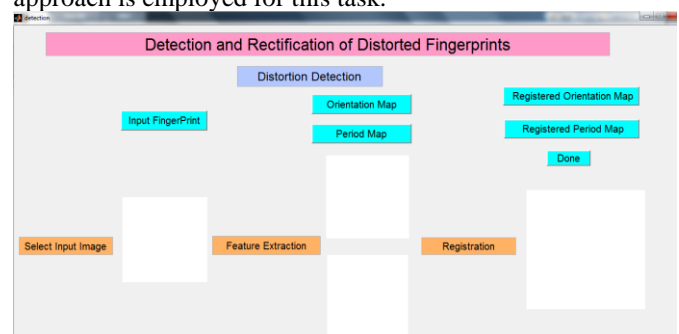 approach is employed for this task.
detection
Detection and Rectification of Distorted Fingerprints
Distortion Detection
Orientation Map
Registered Orientation Map
Input FingerPrint
Period Map
Registered Period Map
Done
Select Input Image
Feature Extraction
Registration